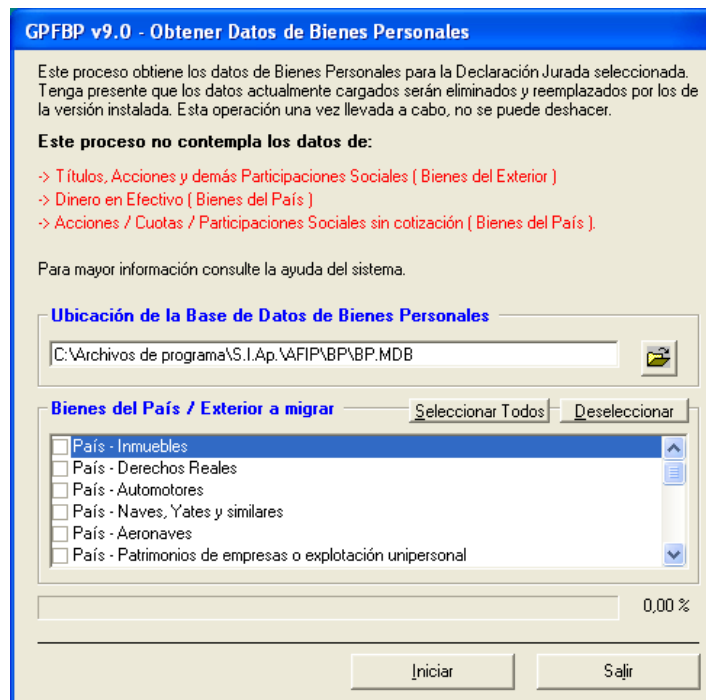 GPFBP v9.0 - Obtener Datos de Bienes Personales
Este proceso obtiene los datos de Bienes Personales para la Declaración Jurada seleccionada.
Tenga presente que los datos actualmente cargados serán eliminados y reemplazados por los de
la versión instalada. Esta operación una vez llevada a cabo, no se puede deshacer.
Este proceso no contempla los datos de:
-> Títulos, Acciones y demás Participaciones Sociales ( Bienes del Exterior )
-> Dinero en Efectivo ( Bienes del País )
-> Acciones / Cuotas / Participaciones Sociales sin cotización ( Bienes del País ).
Para mayor información consulte la ayuda del sistema.
Ubicación de la Base de Datos de Bienes Personales
C:\Archivos de programa\S.I.Ap.\AFIP\BP\BP.MDB
Bienes del País / Exterior a migrar Seleccionar Todos Deseleccionar
País - Inmuebles
País - Derechos Reales
País - Automotores
País - Naves, Yates y similares
País - Aeronaves
País - Patrimonios de empresas o explotación unipersonal
0,00 %
Iniciar Salir